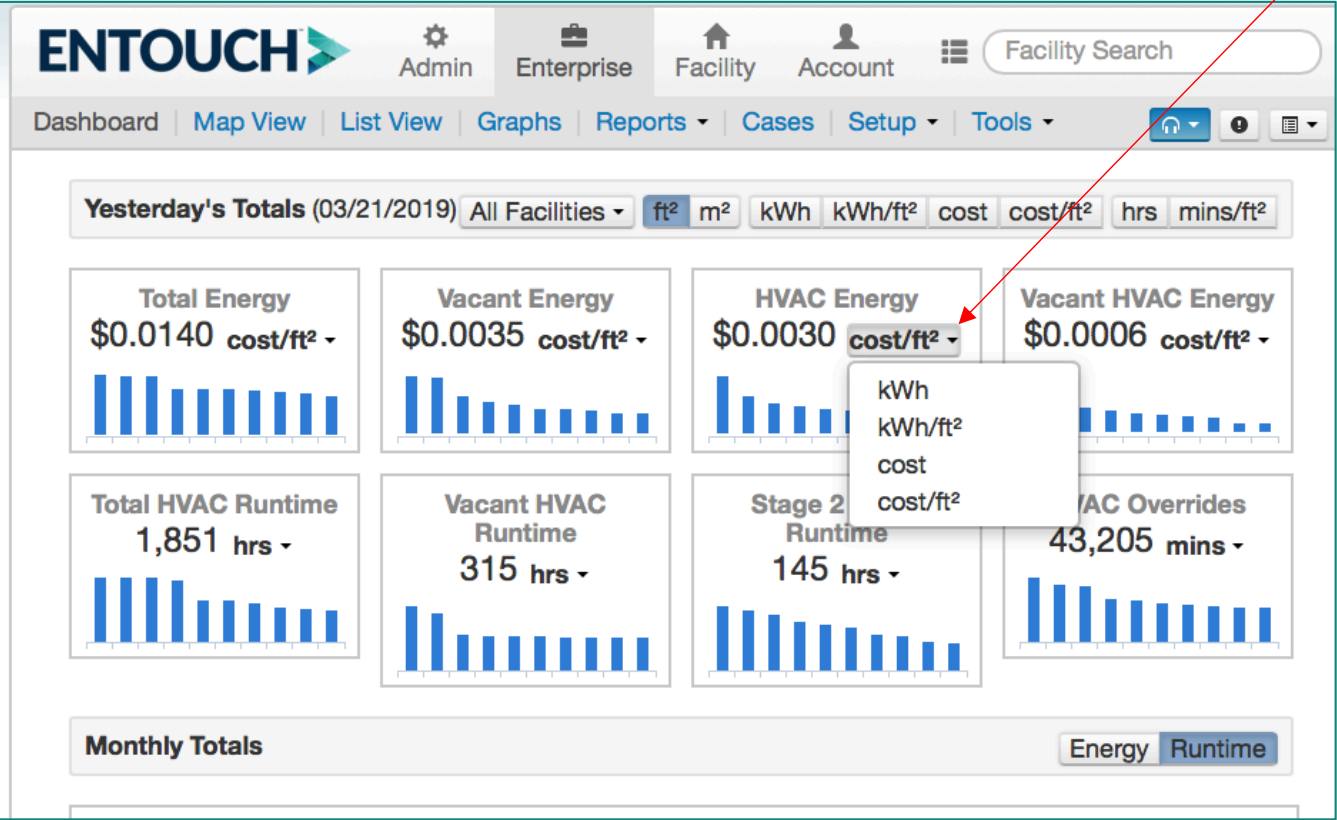 ENTOUCH
Admin Enterprise Facility Account Facility Search
Dashboard Map View List View Graphs Reports Cases Setup Tools
Yesterday's Totals (03/21/2019) All Facilities ft² m² kWh kWh/ft² cost cost/ft² hrs mins/ft²
Total Energy
$0.0140 cost/ft²
Vacant Energy
$0.0035 cost/ft²
HVAC Energy
$0.0030 cost/ft²
kWh
kWh/ft²
cost
cost/ft²
Vacant HVAC Energy
$0.0006 cost/ft²
Total HVAC Runtime
1,851 hrs
Vacant HVAC
Runtime
315 hrs
Stage 2
Runtime
145 hrs
AC Overrides
43,205 mins
Monthly Totals Energy Runtime